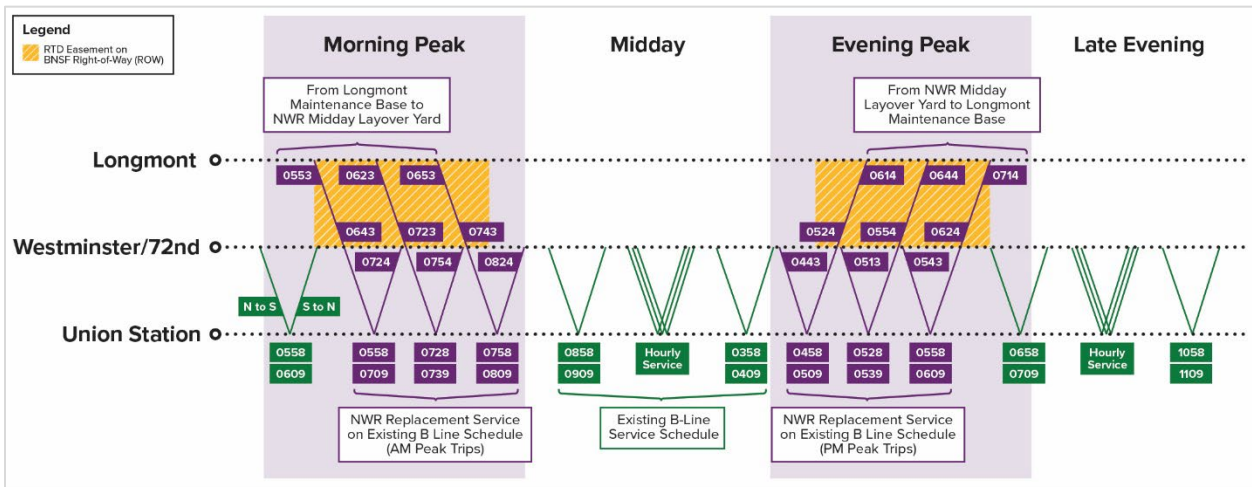 Legend
RTD Easement on
BNSF Right-of-Way (ROW)
Morning Peak
Midday
Evening Peak
Late Evening
From Longmont
Maintenance Base to
NWR Midday Layover Yard
From NWR Midday
Layover Yard to Longmont
Maintenance Base
Longmont
0553
0623
0653
0614
0644
0714
0643
0723
0743
0524
0554
0624
Westminster/72nd
0724
0754
0824
0443
0513
0543
N to S
S to N
Union Station
0558
0609
0558
0709
0728
0739
0758
0809
0858
0909
Hourly
Service
0358
0409
0458
0509
0528
0539
0558
0609
0658
0709
Hourly
Service
1058
1109
NWR Replacement Service
on Existing B Line Schedule
(AM Peak Trips)
Existing B-Line
Service Schedule
NWR Replacement Service
on Existing B Line Schedule
(PM Peak Trips)